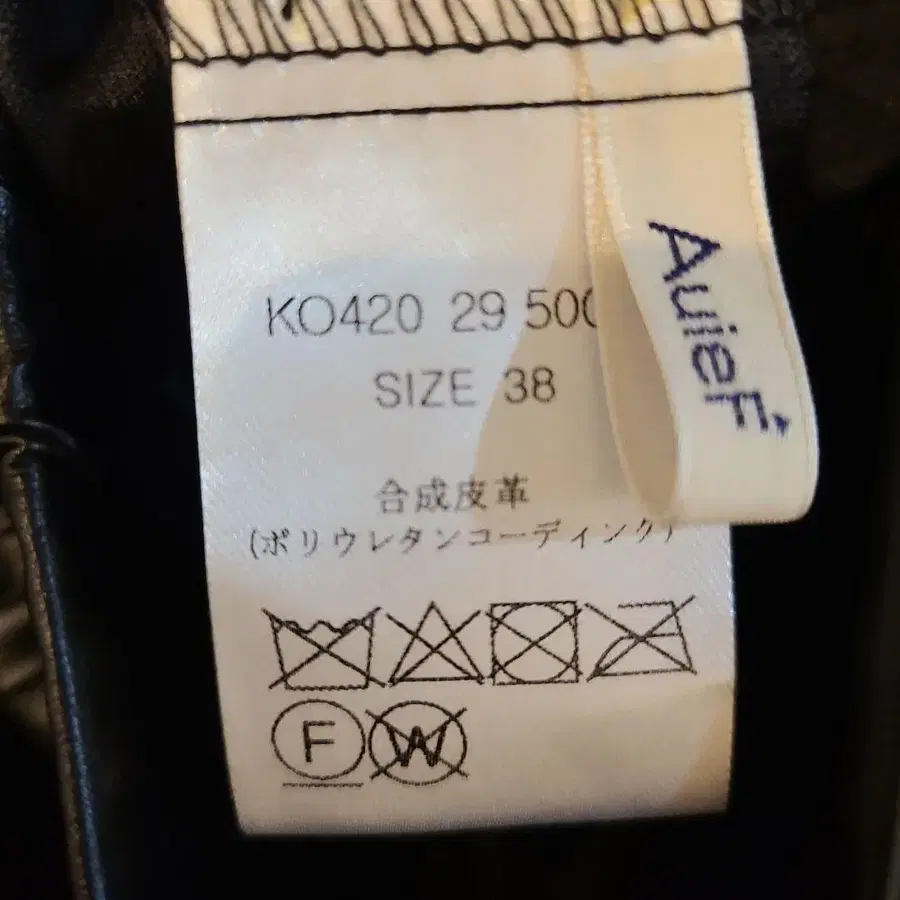 KO420 29 500
SIZE 38
AuieF
合成皮革
(ポリウレタンコーディング)
F W